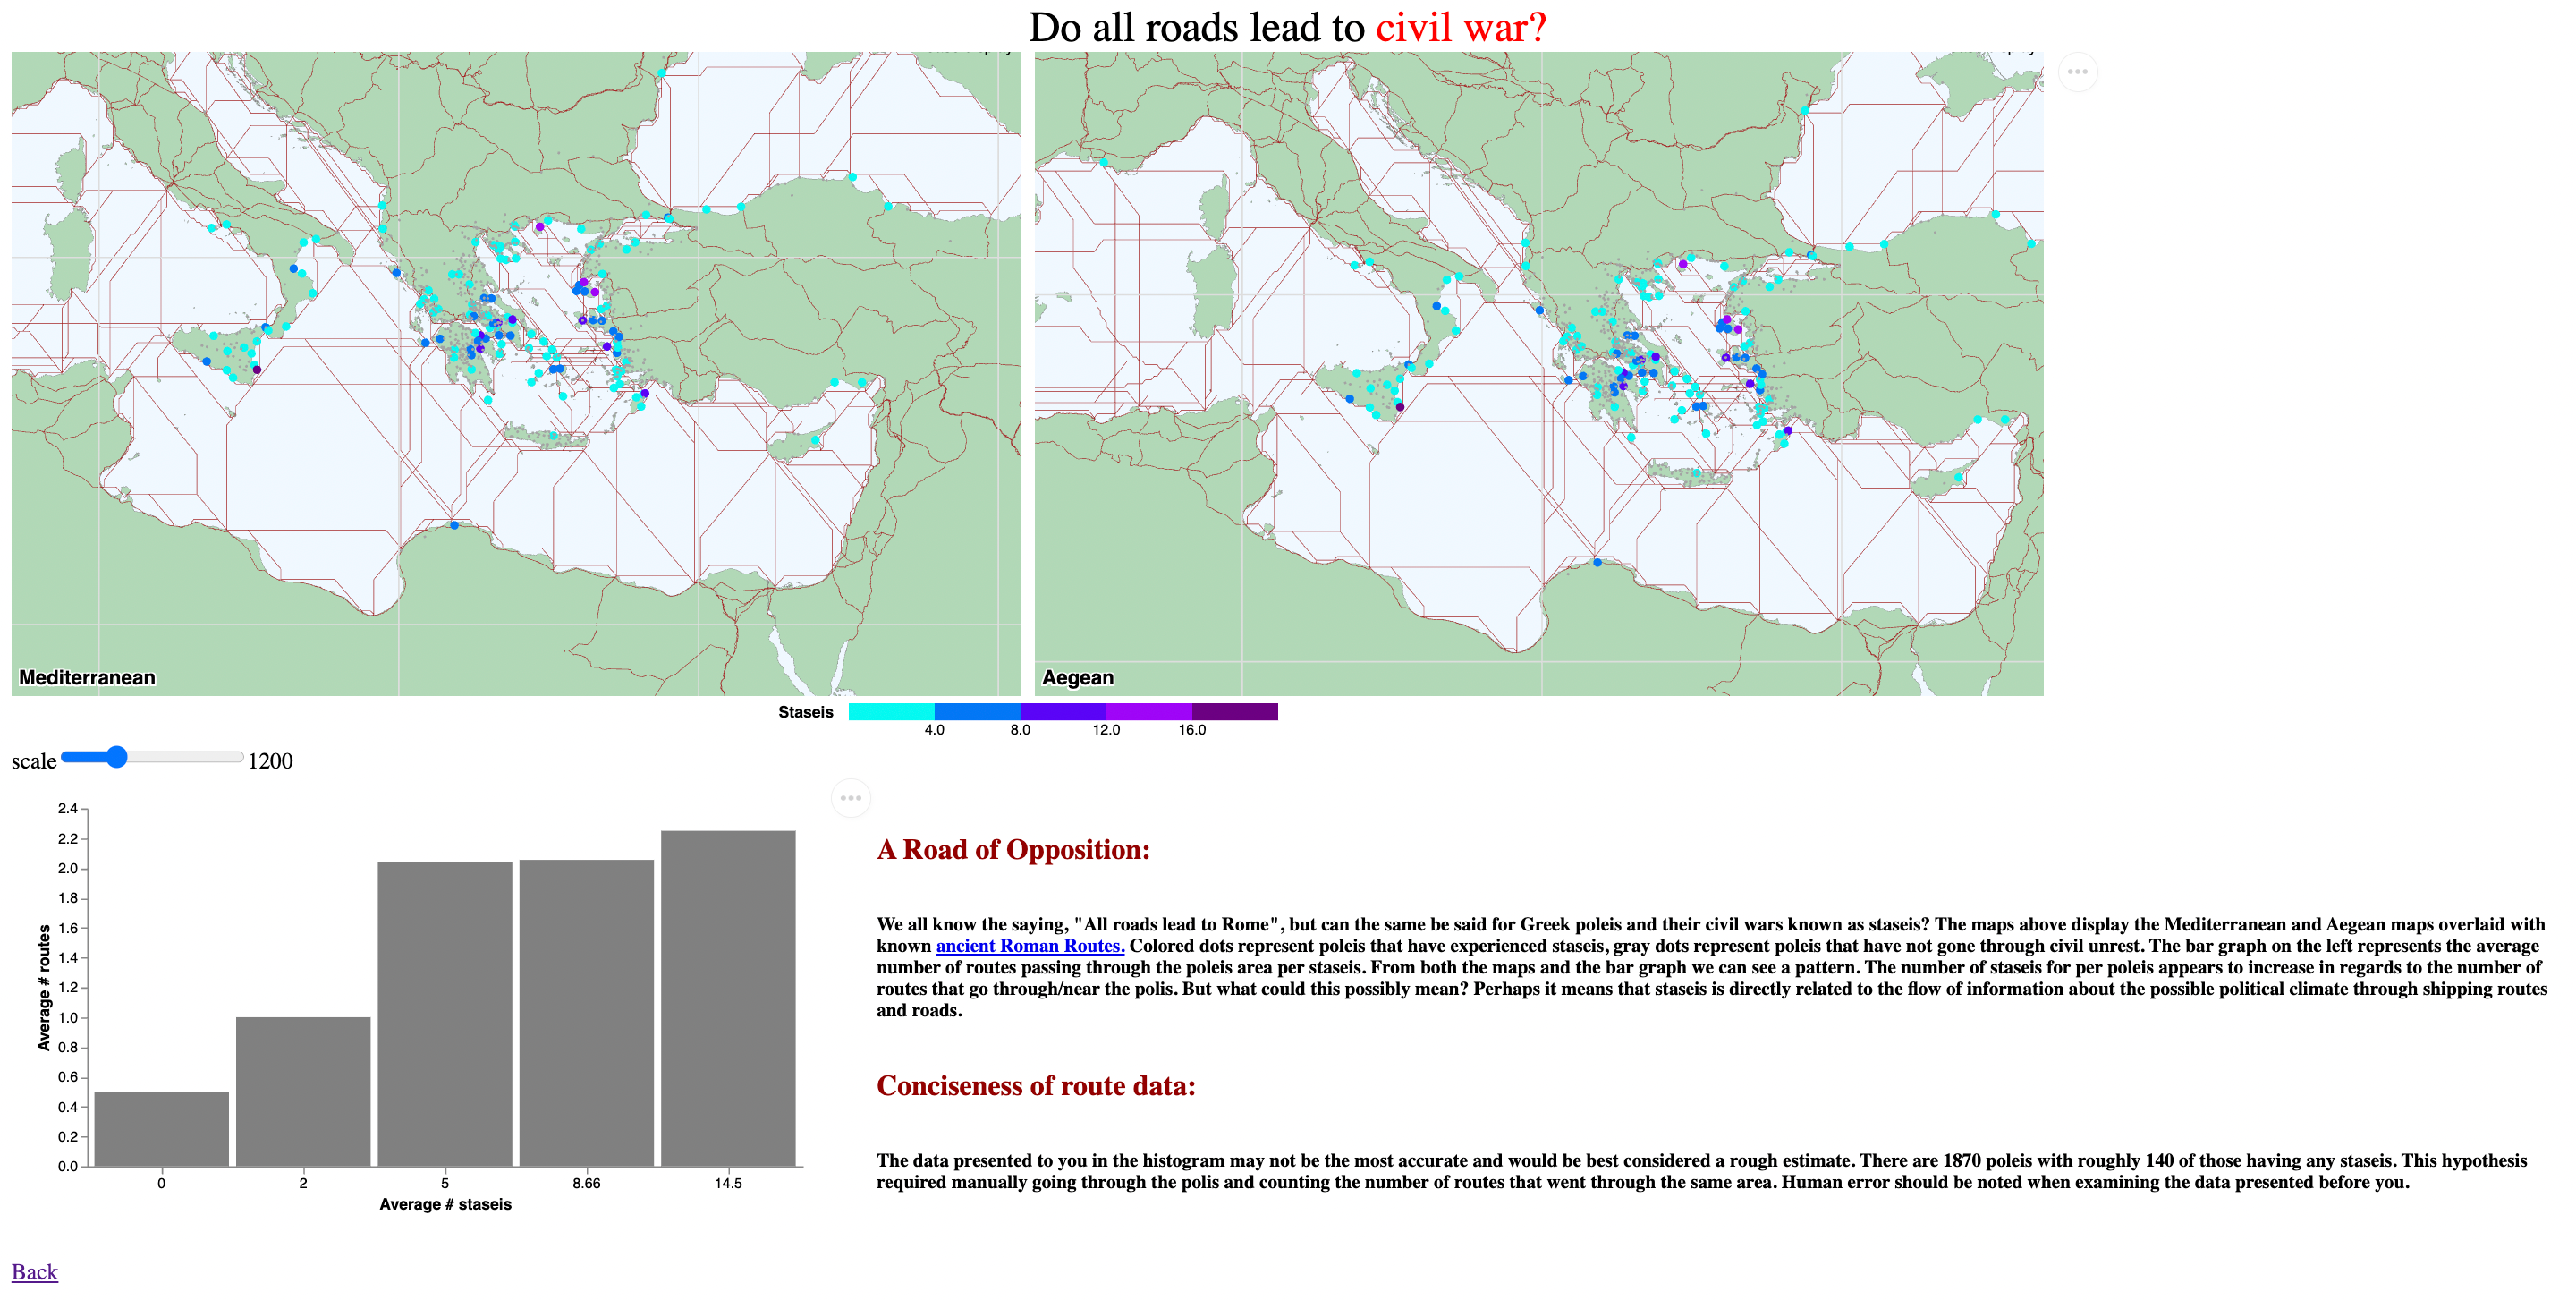 Do all roads lead to civil war?
Mediterranean
Aegean
Staseis
4.0 8.0 12.0 16.0
scale 1200
2.4
2.2
2.0
1.8
1.6
1.4
1.2
1.0
0.8
0.6
0.4
0.2
0.0
Average # routes
0 2 5 8.66 14.5
Average # staseis
A Road of Opposition:
We all know the saying, "All roads lead to Rome", but can the same be said for Greek poleis and their civil wars known as staseis? The maps above display the Mediterranean and Aegean maps overlaid with
known ancient Roman Routes. Colored dots represent poleis that have experienced staseis, gray dots represent poleis that have not gone through civil unrest. The bar graph on the left represents the average
number of routes passing through the poleis area per staseis. From both the maps and the bar graph we can see a pattern. The number of staseis for per poleis appears to increase in regards to the number of
routes that go through/near the polis. But what could this possibly mean? Perhaps it means that staseis is directly related to the flow of information about the possible political climate through shipping routes
and roads.
Conciseness of route data:
The data presented to you in the histogram may not be the most accurate and would be best considered a rough estimate. There are 1870 poleis with roughly 140 of those having any staseis. This hypothesis
required manually going through the polis and counting the number of routes that went through the same area. Human error should be noted when examining the data presented before you.
Back